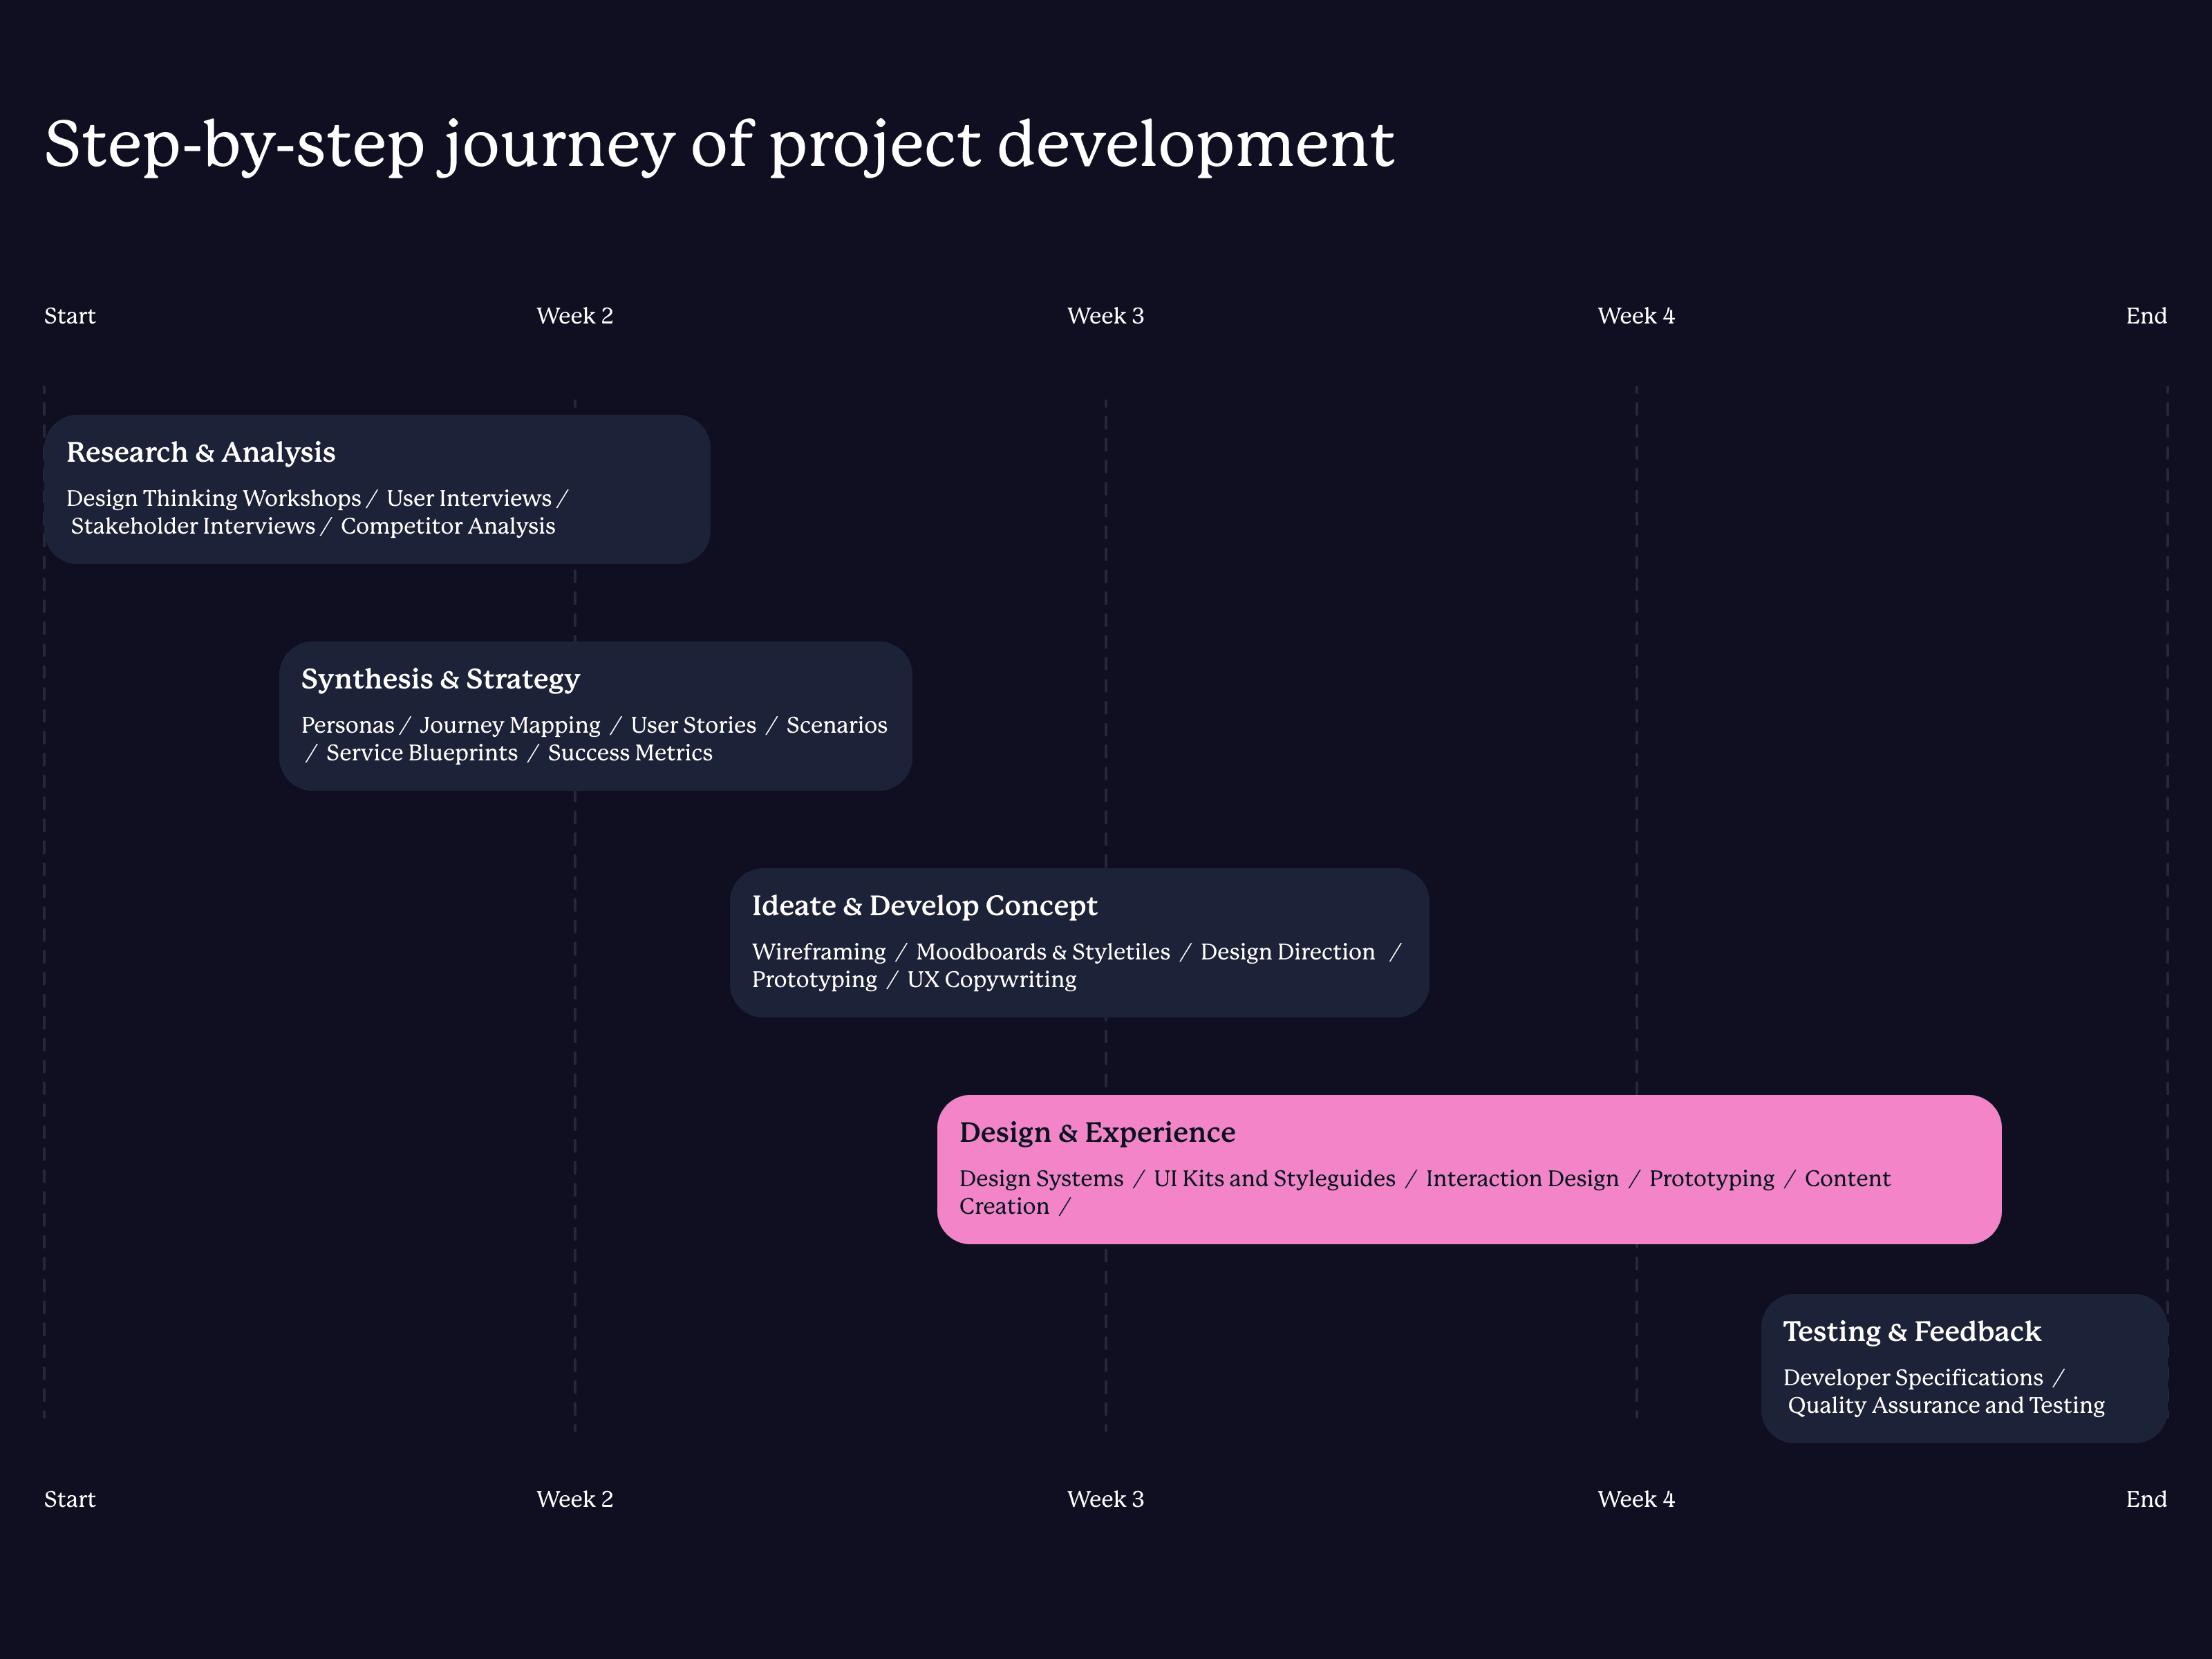 Step-by-step journey of project development
Start
Week 2
Week 3
Week 4
End
Research & Analysis
Design Thinking Workshops / User Interviews /
Stakeholder Interviews / Competitor Analysis
Synthesis & Strategy
Personas / Journey Mapping / User Stories / Scenarios
/ Service Blueprints / Success Metrics
Ideate & Develop Concept
Wireframing / Moodboards & Styletiles / Design Direction /
Prototyping / UX Copywriting
Design & Experience
Design Systems / UI Kits and Styleguides / Interaction Design / Prototyping / Content
Creation /
Testing & Feedback
Developer Specifications /
Quality Assurance and Testing
Start
Week 2
Week 3
Week 4
End